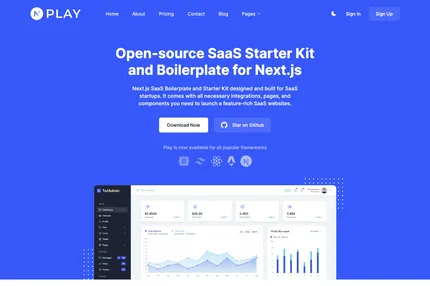 PLAY
Home About Pricing Contact Blog Pages
Sign In Sign Up
Open-source SaaS Starter Kit
and Boilerplate for Next.js
Next.js SaaS Boilerplate and Starter Kit designed and built for SaaS
startups. It comes with all necessary integrations, pages, and
components you need to launch a feature-rich SaaS websites.
Download Now Star on Github
Play is now available for all popular frameworks
TailAdmin